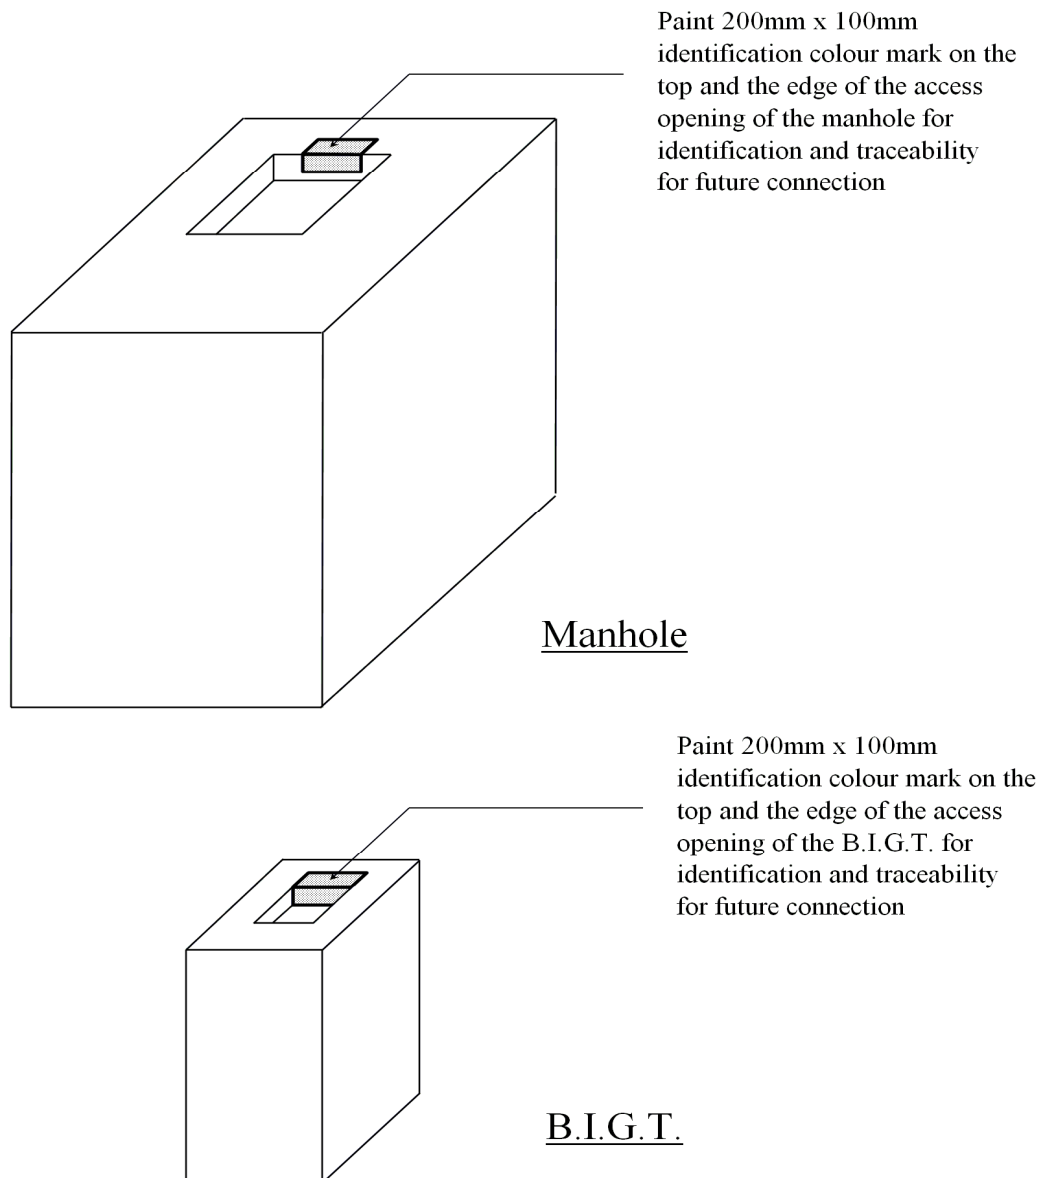 Paint 200mm x 100mm
identification colour mark on the
top and the edge of the access
opening of the manhole for
identification and traceability
for future connection
Manhole
Paint 200mm x 100mm
identification colour mark on the
top and the edge of the access
opening of the B.I.G.T. for
identification and traceability
for future connection
B.I.G.T.